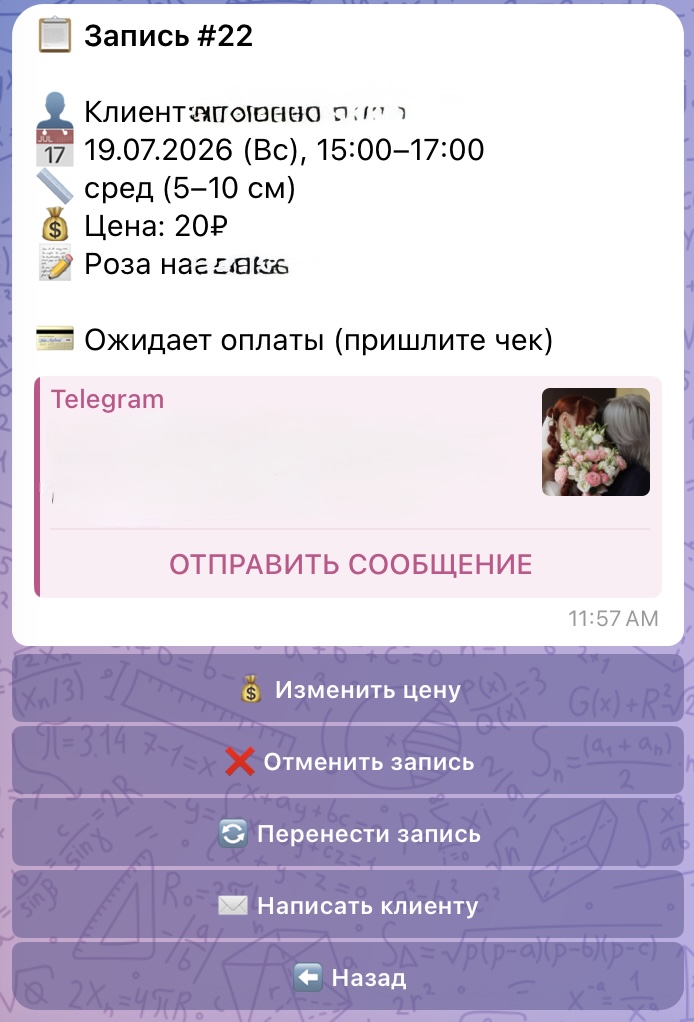 Запись #22
Клиент:
19.07.2026 (Вс), 15:00–17:00
сред (5–10 см)
Цена: 20₽
Роза на
Ожидает оплаты (пришлите чек)
Telegram
ОТПРАВИТЬ СООБЩЕНИЕ
11:57 AM
Изменить цену
Отменить запись
Перенести запись
Написать клиенту
Назад